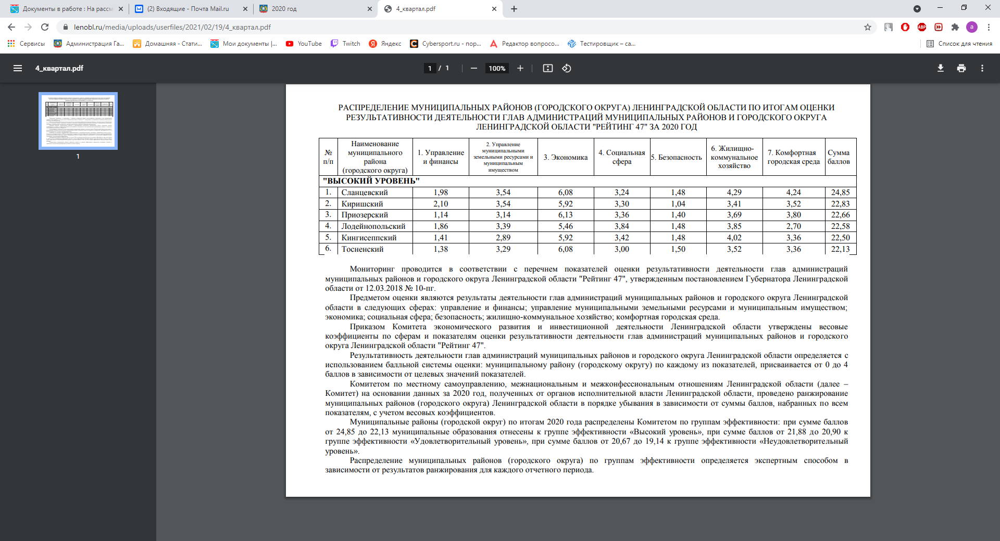 Документы в работе : На рассм
(2) Входящие - Почта Mail.ru
2020 год
4_квартал.pdf
lenobl.ru/media/uploads/userfiles/2021/02/19/4_квартал.pdf
ABP
a
Сервисы
Администрация Га...
Домашняя - Стати...
Мои документы |...
YouTube
Twitch
Яндекс
Cybersport.ru - пор...
Редактор вопросо...
Тестировщик – са...
Список для чтения
4_квартал.pdf
1 / 1
100%
1
РАСПРЕДЕЛЕНИЕ МУНИЦИПАЛЬНЫХ РАЙОНОВ (ГОРОДСКОГО ОКРУГА) ЛЕНИНГРАДСКОЙ ОБЛАСТИ ПО ИТОГАМ ОЦЕНКИ
РЕЗУЛЬТАТИВНОСТИ ДЕЯТЕЛЬНОСТИ ГЛАВ АДМИНИСТРАЦИЙ МУНИЦИПАЛЬНЫХ РАЙОНОВ И ГОРОДСКОГО ОКРУГА
ЛЕНИНГРАДСКОЙ ОБЛАСТИ "РЕЙТИНГ 47" ЗА 2020 ГОД
№ п/п
Наименование муниципального района (городского округа)
1. Управление и финансы
2. Управление муниципальными земельными ресурсами и муниципальным имуществом
3. Экономика
4. Социальная сфера
5. Безопасность
6. Жилищно-коммунальное хозяйство
7. Комфортная городская среда
Сумма баллов
"ВЫСОКИЙ УРОВЕНЬ"
1. Сланцевский 1,98 3,54 6,08 3,24 1,48 4,29 4,24 24,85
2. Киришский 2,10 3,54 5,92 3,30 1,04 3,41 3,52 22,83
3. Приозерский 1,14 3,14 6,13 3,36 1,40 3,69 3,80 22,66
4. Лодейнопольский 1,86 3,39 5,46 3,84 1,48 3,85 2,70 22,58
5. Кингисеппский 1,41 2,89 5,92 3,42 1,48 4,02 3,36 22,50
6. Тосненский 1,38 3,29 6,08 3,00 1,50 3,52 3,36 22,13
Мониторинг проводится в соответствии с перечнем показателей оценки результативности деятельности глав администраций
муниципальных районов и городского округа Ленинградской области "Рейтинг 47", утвержденным постановлением Губернатора Ленинградской
области от 12.03.2018 № 10-пг.
Предметом оценки являются результаты деятельности глав администраций муниципальных районов и городского округа Ленинградской
области в следующих сферах: управление и финансы; управление муниципальными земельными ресурсами и муниципальным имуществом;
экономика; социальная сфера; безопасность; жилищно-коммунальное хозяйство; комфортная городская среда.
Приказом Комитета экономического развития и инвестиционной деятельности Ленинградской области утверждены весовые
коэффициенты по сферам и показателям оценки результативности деятельности глав администраций муниципальных районов и городского
округа Ленинградской области "Рейтинг 47".
Результативность деятельности глав администраций муниципальных районов и городского округа Ленинградской области определяется с
использованием балльной системы оценки: муниципальному району (городскому округу) по каждому из показателей, присваивается от 0 до 4
баллов в зависимости от целевых значений показателей.
Комитетом по местному самоуправлению, межнациональным и межконфессиональным отношениям Ленинградской области (далее –
Комитет) на основании данных за 2020 год, полученных от органов исполнительной власти Ленинградской области, проведено ранжирование
муниципальных районов (городского округа) Ленинградской области в порядке убывания в зависимости от суммы баллов, набранных по всем
показателям, с учетом весовых коэффициентов.
Муниципальные районы (городской округ) по итогам 2020 года распределены Комитетом по группам эффективности: при сумме баллов
от 24,85 до 22,13 муниципальные образования отнесены к группе эффективности «Высокий уровень», при сумме баллов от 21,88 до 20,90 к
группе эффективности «Удовлетворительный уровень», при сумме баллов от 20,67 до 19,14 к группе эффективности «Неудовлетворительный
уровень».
Распределение муниципальных районов (городского округа) по группам эффективности определяется экспертным способом в
зависимости от результатов ранжирования для каждого отчетного периода.